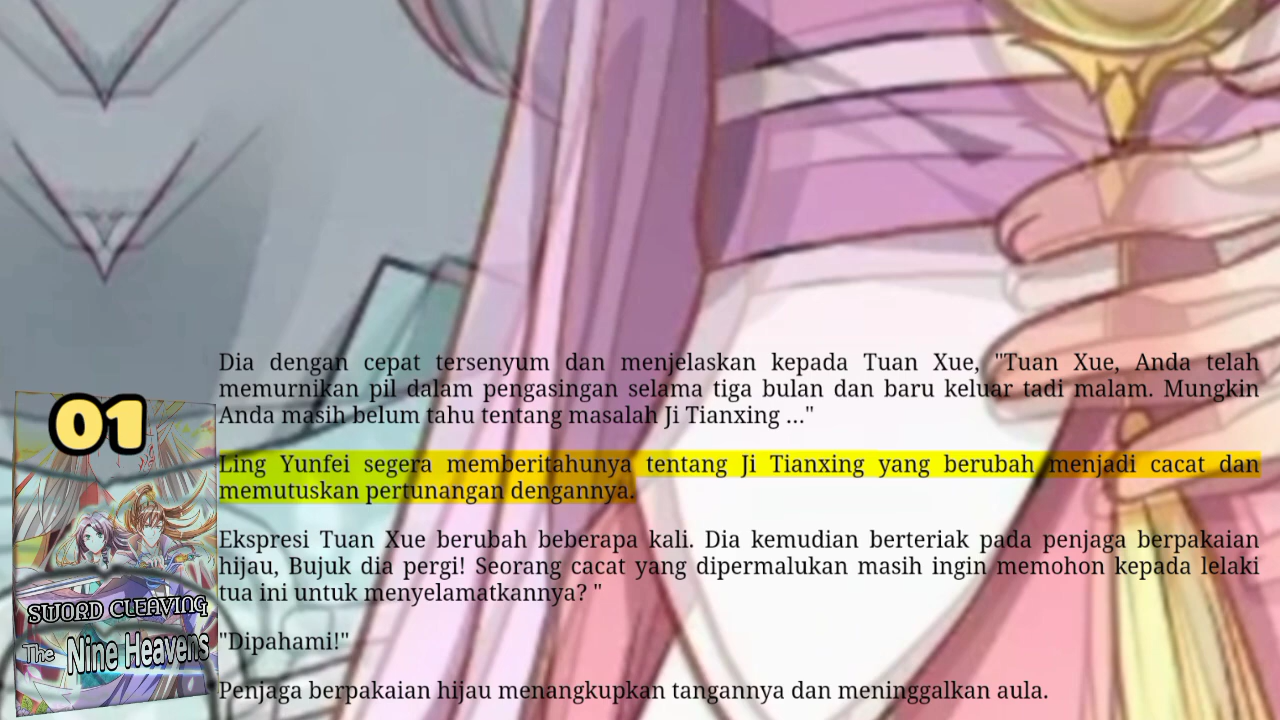 Dia dengan cepat tersenyum dan menjelaskan kepada Tuan Xue, "Tuan Xue, Anda telah
memurnikan pil dalam pengasingan selama tiga bulan dan baru keluar tadi malam. Mungkin
Anda masih belum tahu tentang masalah Ji Tianxing ..."
Ling Yunfei segera memberitahunya tentang Ji Tianxing yang berubah menjadi cacat dan
memutuskan pertunangan dengannya.
Ekspresi Tuan Xue berubah beberapa kali. Dia kemudian berteriak pada penjaga berpakaian
hijau, Bujuk dia pergi! Seorang cacat yang dipermalukan masih ingin memohon kepada lelaki
tua ini untuk menyelamatkannya? "
"Dipahami!"
Penjaga berpakaian hijau menangkupkan tangannya dan meninggalkan aula.
01
SWORD CLEAVING
The Nine Heavens